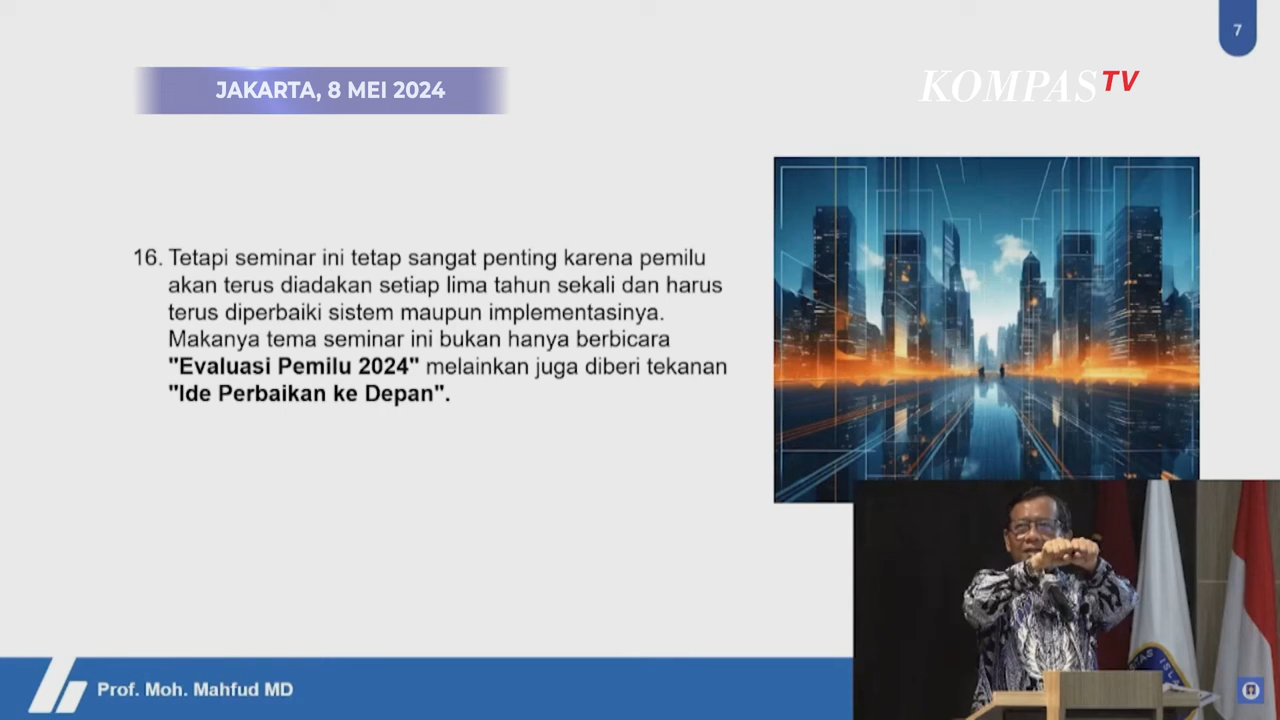 7
JAKARTA, 8 MEI 2024
KOMPAS TV
16. Tetapi seminar ini tetap sangat penting karena pemilu
akan terus diadakan setiap lima tahun sekali dan harus
terus diperbaiki sistem maupun implementasinya.
Makanya tema seminar ini bukan hanya berbicara
"Evaluasi Pemilu 2024" melainkan juga diberi tekanan
"Ide Perbaikan ke Depan".
Prof. Moh. Mahfud MD